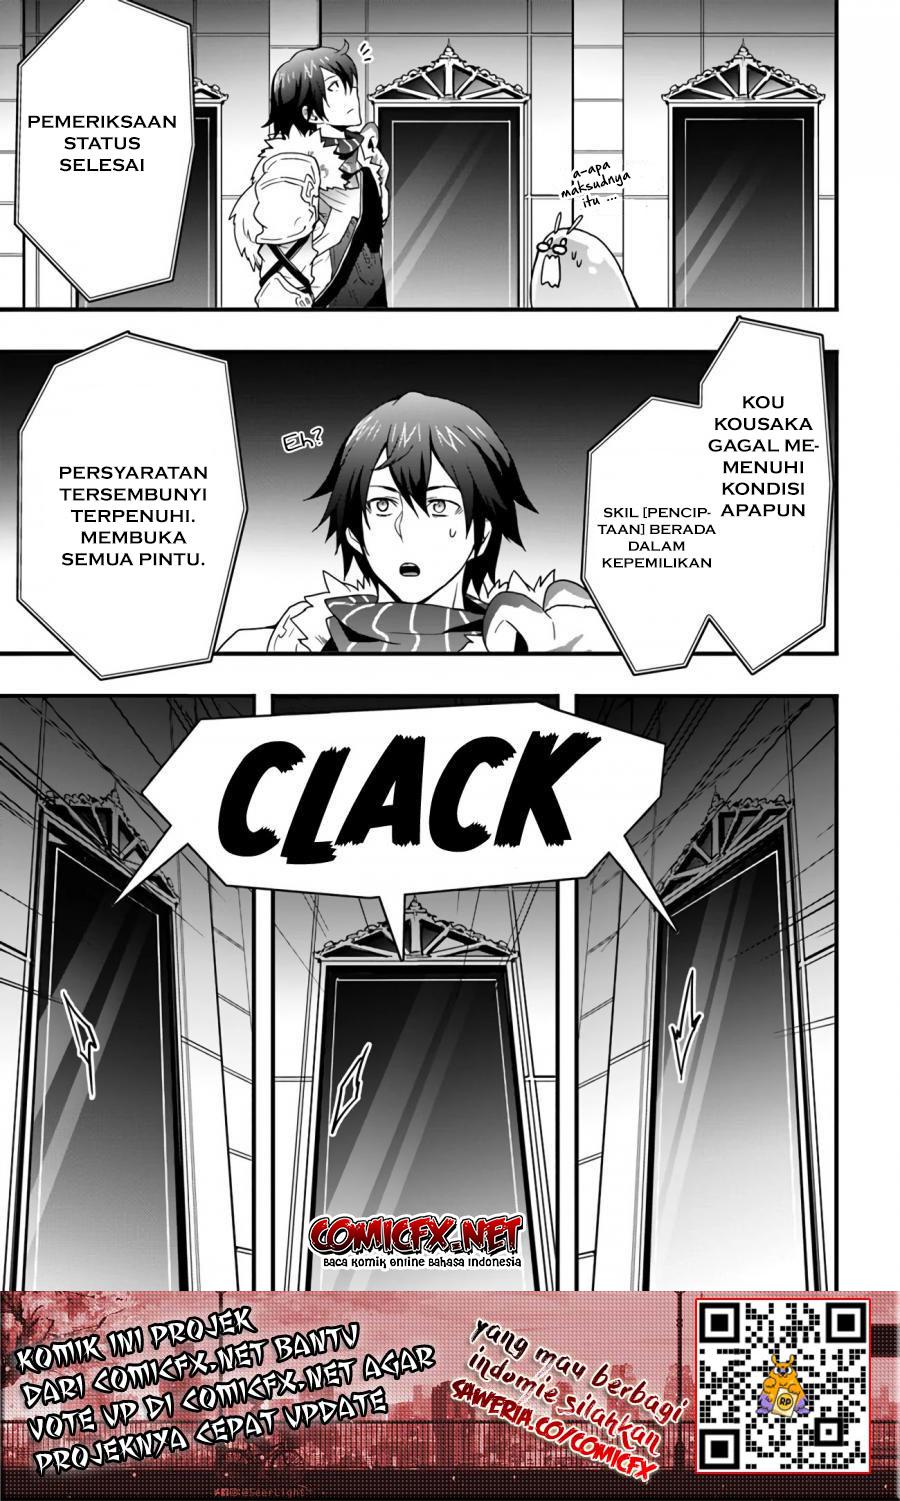 PEMERIKSAAN
STATUS
SELESAI
a-apa
maksudnya
itu ...
KOU
KOUSAKA
GAGAL ME-
MENUHI
KONDISI
APAPUN
SKIL [PENCIP-
TAAN] BERADA
DALAM
KEPEMILIKAN
Eh?
PERSYARATAN
TERSEMBUNYI
TERPENUHI.
MEMBUKA
SEMUA PINTU.
CLACK
COMICFX.NET
Baca Komik Online Bahasa Indonesia
KOMIK INI PROJEK
DARI COMICFX.NET BANTU
VOTE UP DI COMICFX.NET AGAR
PROJEKNYA CEPAT UPDATE
yang mau berbagi
indomie silahkan
SAWERIA.CO/COMICFX
RP